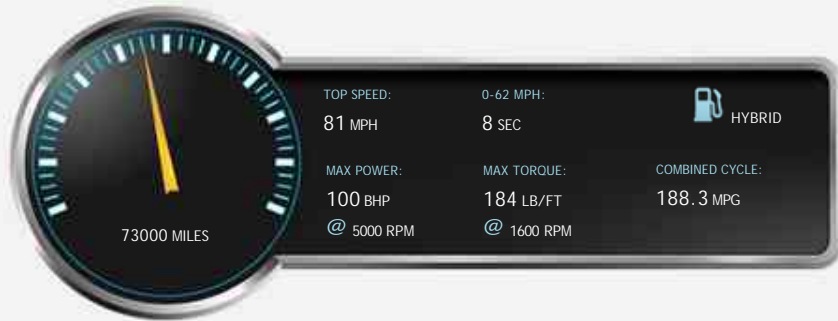 TOP SPEED:
81 MPH
0-62 MPH:
8 SEC
HYBRID
MAX POWER:
100 BHP
@ 5000 RPM
MAX TORQUE:
184 LB/FT
@ 1600 RPM
COMBINED CYCLE:
188.3 MPG
73000 MILES